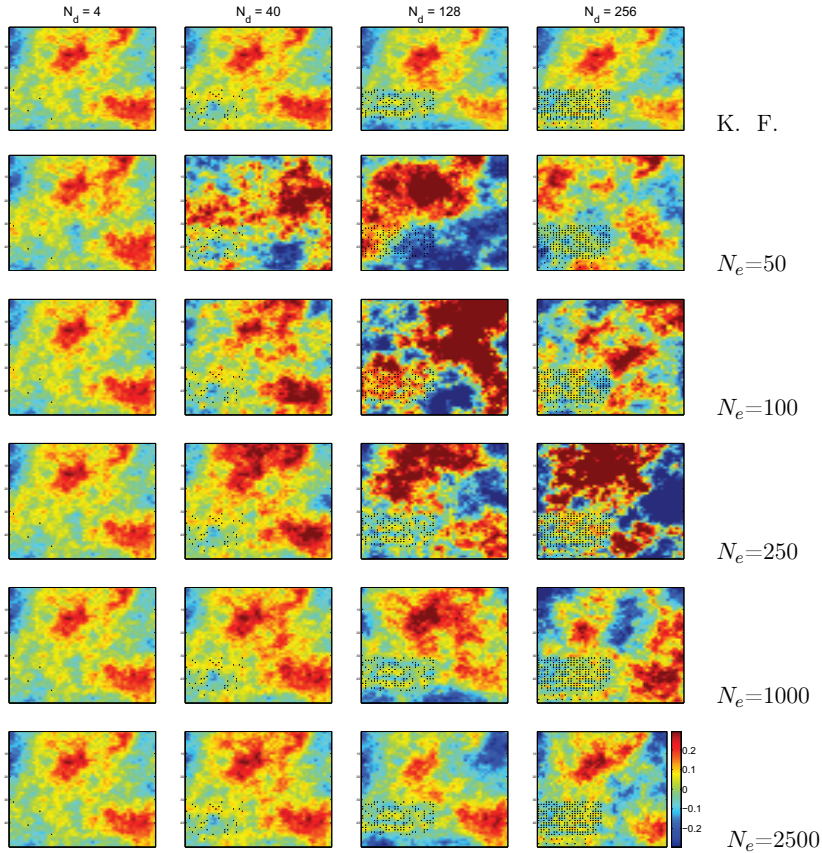 N_d = 4 N_d = 40 N_d = 128 N_d = 256
K. F.
N_e=50
N_e=100
N_e=250
N_e=1000
0.2
0.1
0
−0.1
−0.2
N_e=2500